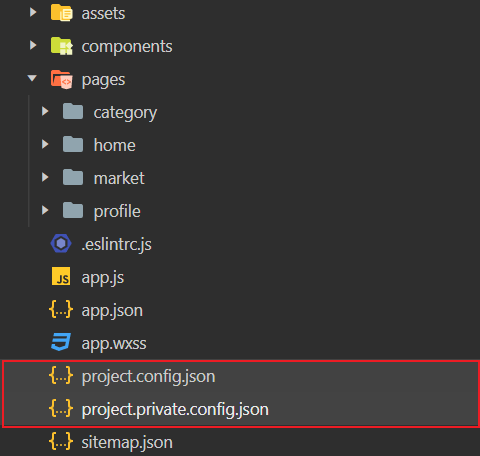 assets
components
pages
category
home
market
profile
.eslintrc.js
JS app.js
{...} app.json
app.wxss
{...} project.config.json
{...} project.private.config.json
{...} sitemap.json